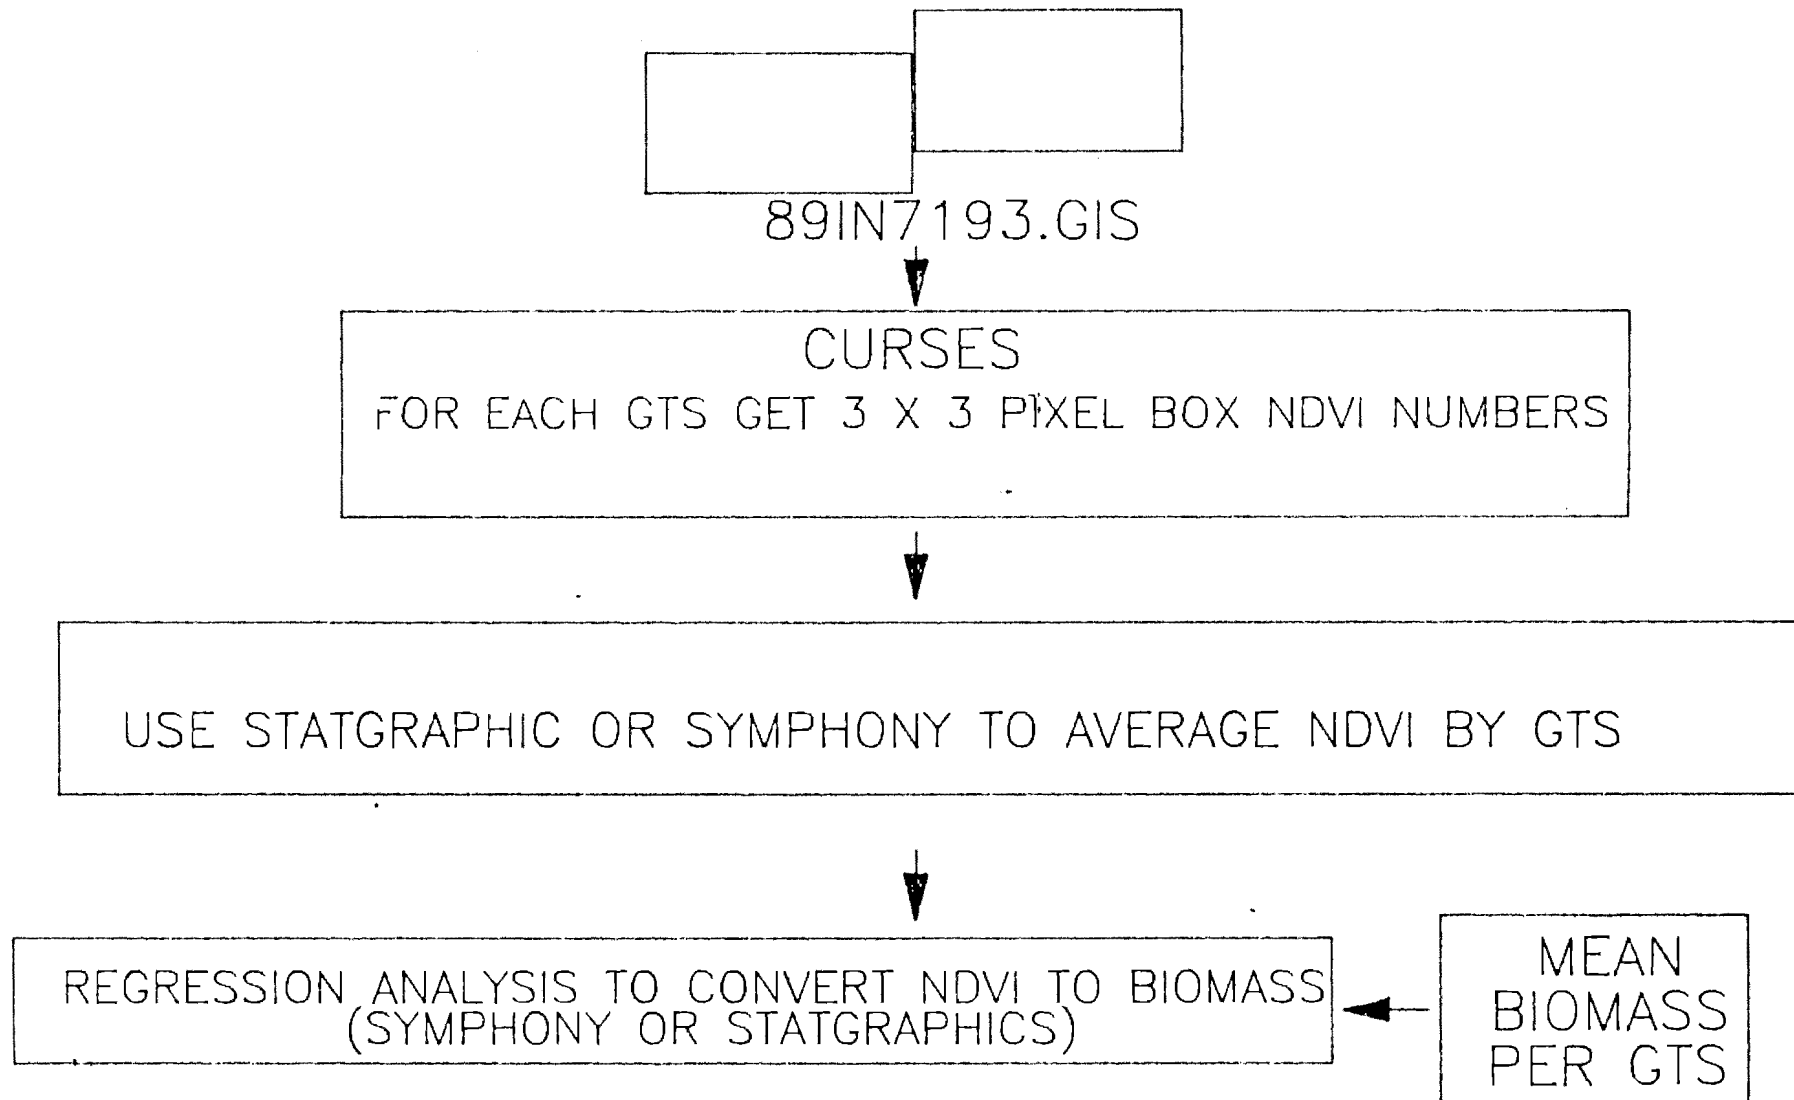 89IN7193.GIS
CURSES
FOR EACH GTS GET 3 X 3 PIXEL BOX NDVI NUMBERS
USE STATGRAPHIC OR SYMPHONY TO AVERAGE NDVI BY GTS
REGRESSION ANALYSIS TO CONVERT NDVI TO BIOMASS
(SYMPHONY OR STATGRAPHICS)
MEAN
BIOMASS
PER GTS